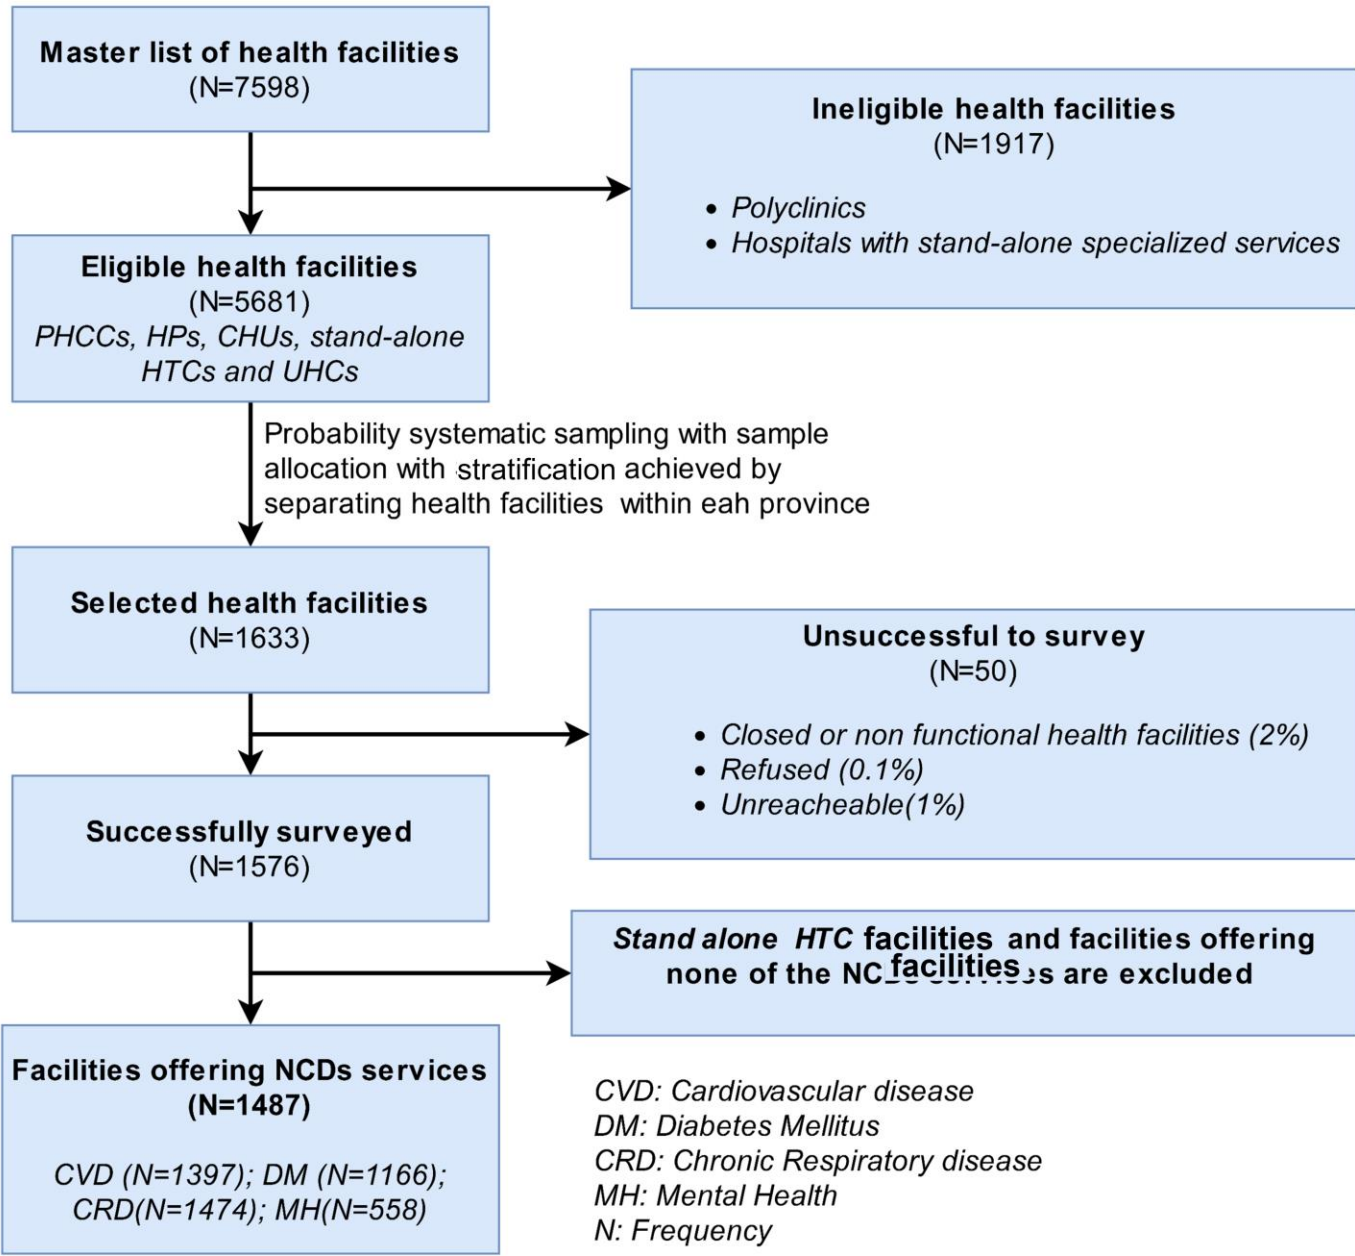 Master list of health facilities
(N=7598)
Ineligible health facilities
(N=1917)
• Polyclinics
• Hospitals with stand-alone specialized services
Eligible health facilities
(N=5681)
PHCCs, HPs, CHUs, stand-alone
HTCs and UHCs
Probability systematic sampling with sample
allocation with stratification achieved by
separating health facilities within eah province
Selected health facilities
(N=1633)
Unsuccessful to survey
(N=50)
• Closed or non functional health facilities (2%)
• Refused (0.1%)
• Unreacheable(1%)
Successfully surveyed
(N=1576)
Stand alone HTC facilities and facilities offering
none of the facilities are excluded
Facilities offering NCDs services
(N=1487)
CVD (N=1397); DM (N=1166);
CRD(N=1474); MH(N=558)
CVD: Cardiovascular disease
DM: Diabetes Mellitus
CRD: Chronic Respiratory disease
MH: Mental Health
N: Frequency